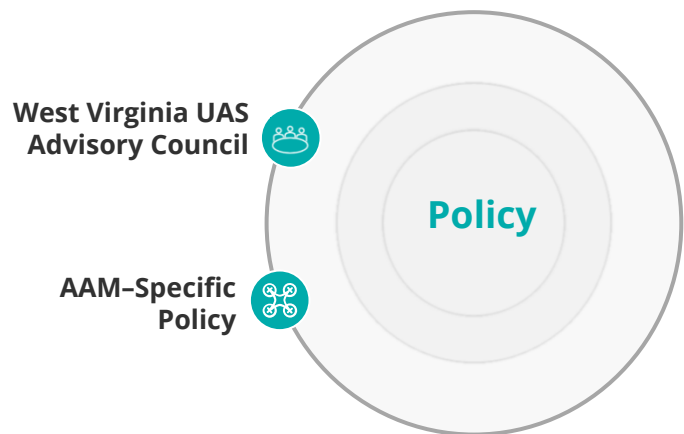 West Virginia UAS
Advisory Council
Policy
AAM–Specific
Policy